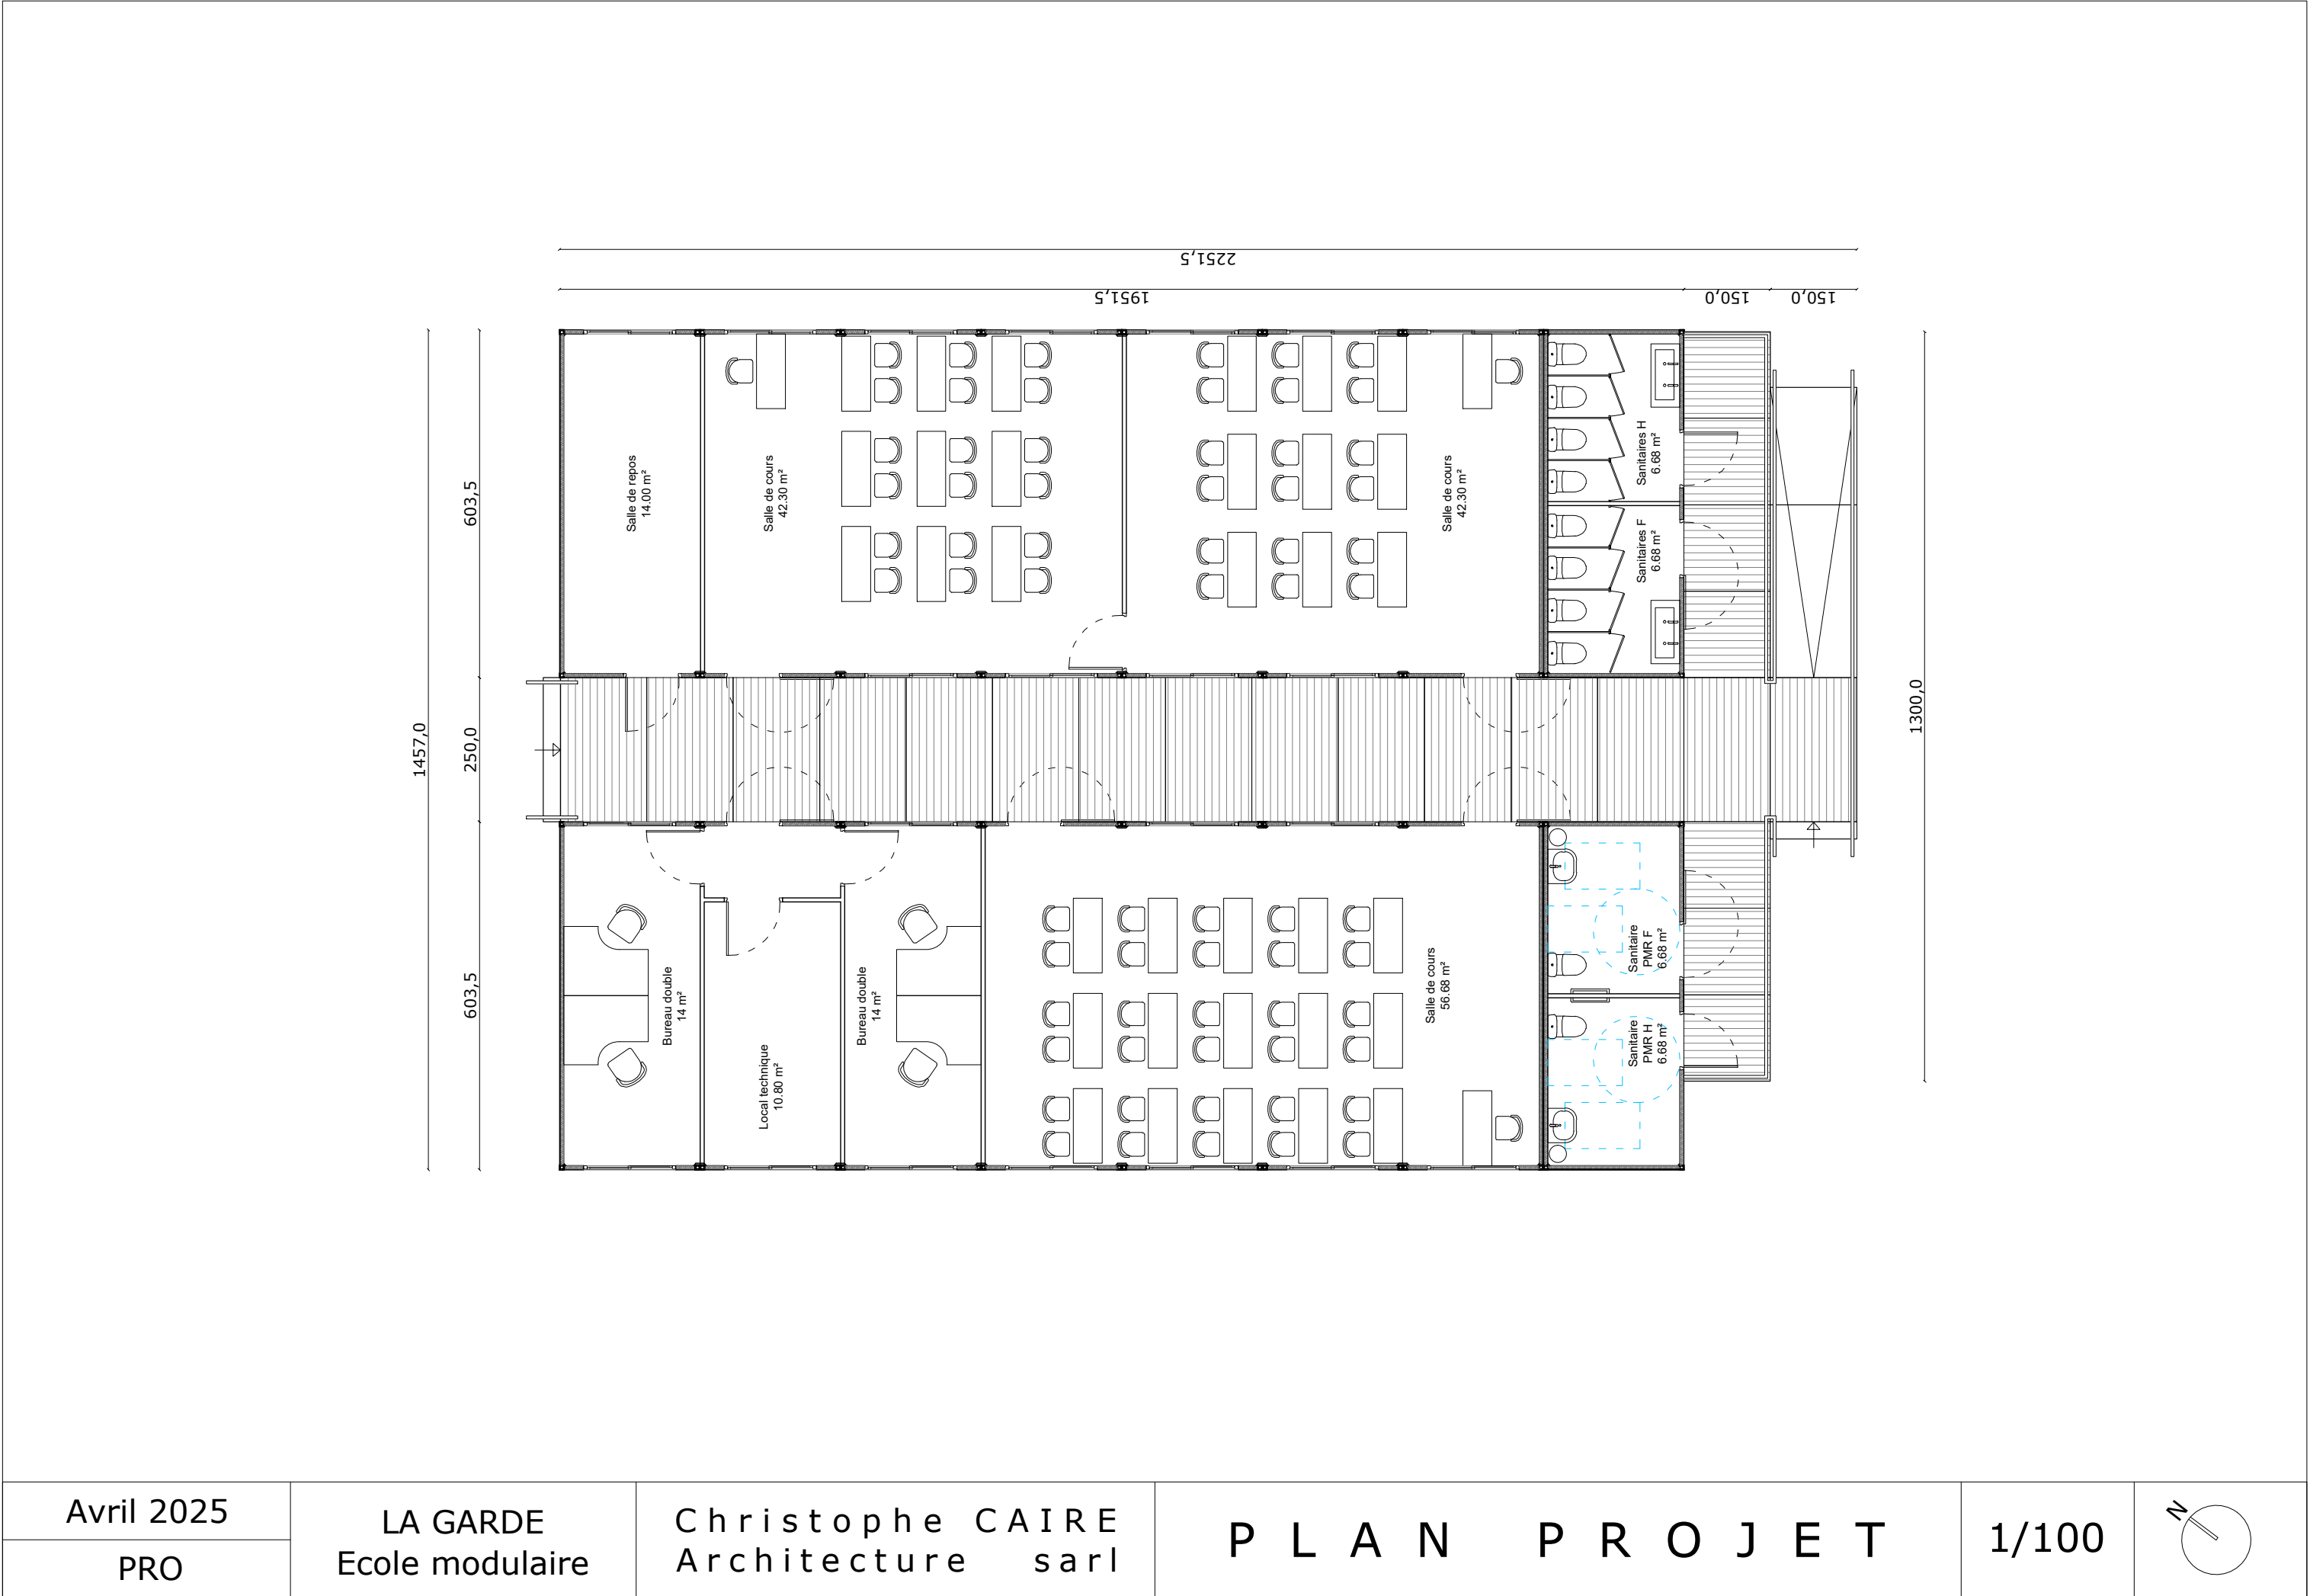 2251,5
1951,5
150,0
150,0
1457,0
603,5
250,0
603,5
1300,0
Salle de repos
14.00 m²
Salle de cours
42.30 m²
Salle de cours
42.30 m²
Sanitaires H
6.68 m²
Sanitaires F
6.68 m²
Bureau double
14 m²
Local technique
10.80 m²
Bureau double
14 m²
Salle de cours
56.68 m²
Sanitaire
PMR F
6.68 m²
Sanitaire
PMR H
6.68 m²
Avril 2025
PRO
LA GARDE
Ecole modulaire
Christophe CAIRE
Architecture sarl
PLAN PROJET
1/100
N